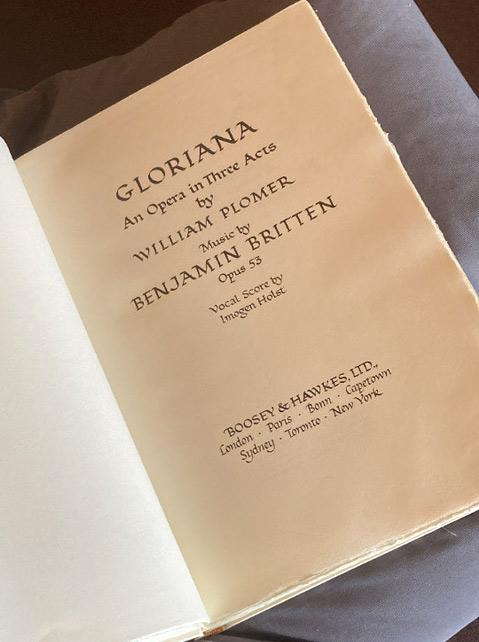 GLORIANA
An Opera in Three Acts
by
WILLIAM PLOMER
Music by
BENJAMIN BRITTEN
Opus 53
Vocal Score by
Imogen Holst
BOOSEY & HAWKES, LTD.,
London · Paris · Bonn · Capetown
Sydney · Toronto · New York